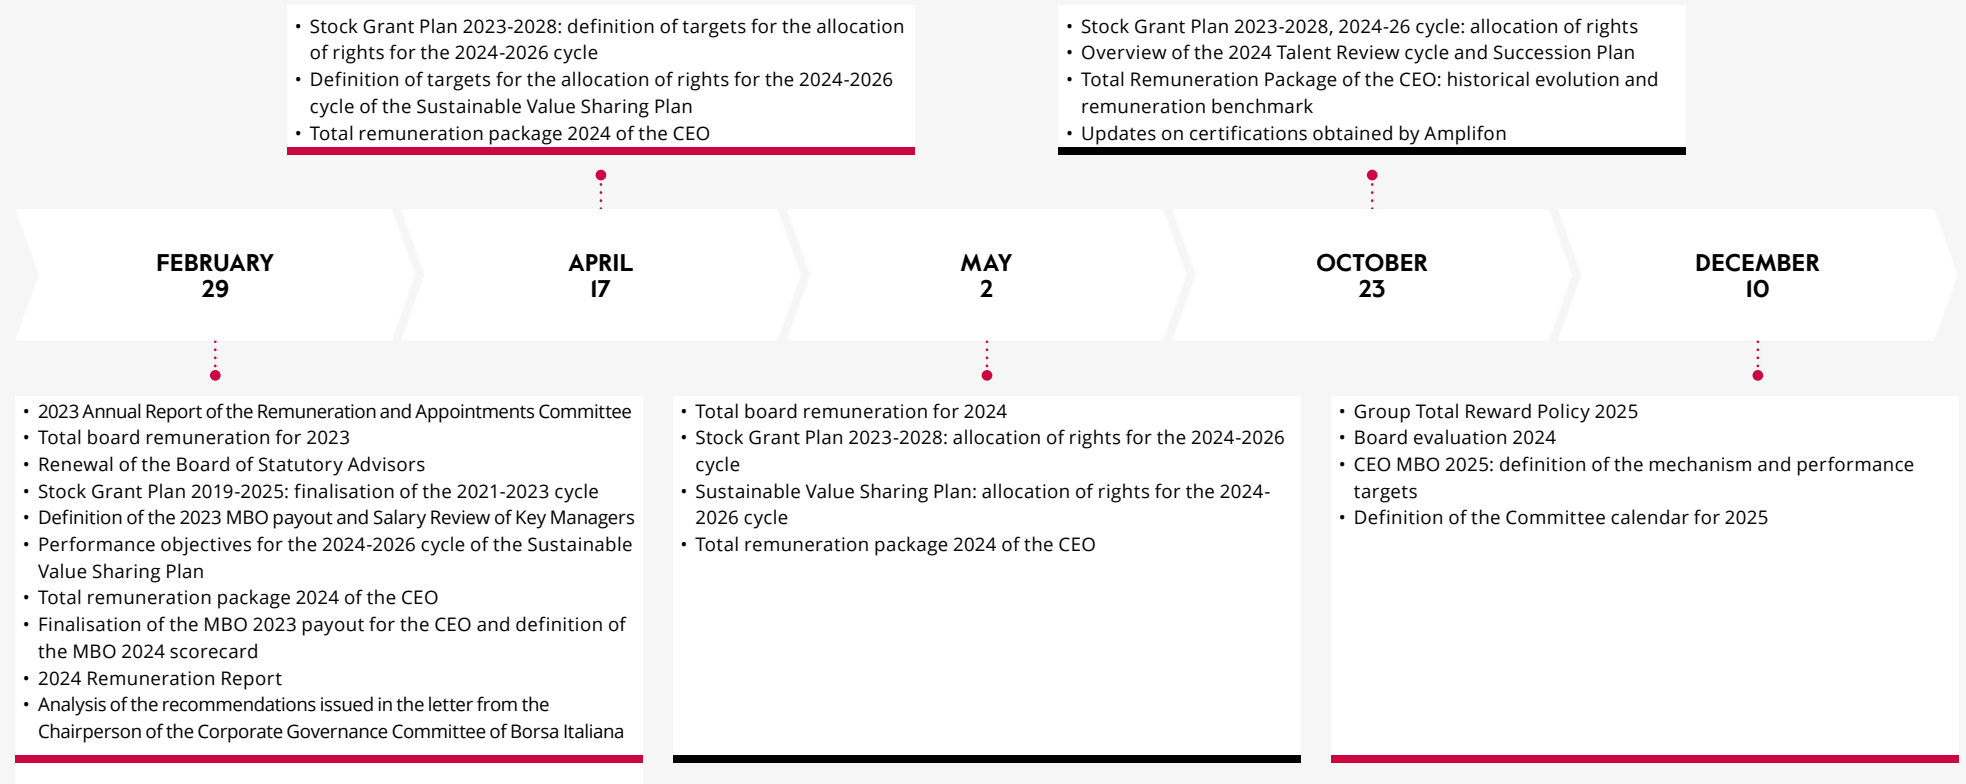 • Stock Grant Plan 2023-2028: definition of targets for the allocation
of rights for the 2024-2026 cycle
• Definition of targets for the allocation of rights for the 2024-2026
cycle of the Sustainable Value Sharing Plan
• Total remuneration package 2024 of the CEO
• Stock Grant Plan 2023-2028, 2024-26 cycle: allocation of rights
• Overview of the 2024 Talent Review cycle and Succession Plan
• Total Remuneration Package of the CEO: historical evolution and
remuneration benchmark
• Updates on certifications obtained by Amplifon
FEBRUARY
29
APRIL
17
MAY
2
OCTOBER
23
DECEMBER
10
• 2023 Annual Report of the Remuneration and Appointments Committee
• Total board remuneration for 2023
• Renewal of the Board of Statutory Advisors
• Stock Grant Plan 2019-2025: finalisation of the 2021-2023 cycle
• Definition of the 2023 MBO payout and Salary Review of Key Managers
• Performance objectives for the 2024-2026 cycle of the Sustainable
Value Sharing Plan
• Total remuneration package 2024 of the CEO
• Finalisation of the MBO 2023 payout for the CEO and definition of
the MBO 2024 scorecard
• 2024 Remuneration Report
• Analysis of the recommendations issued in the letter from the
Chairperson of the Corporate Governance Committee of Borsa Italiana
• Total board remuneration for 2024
• Stock Grant Plan 2023-2028: allocation of rights for the 2024-2026
cycle
• Sustainable Value Sharing Plan: allocation of rights for the 2024-
2026 cycle
• Total remuneration package 2024 of the CEO
• Group Total Reward Policy 2025
• Board evaluation 2024
• CEO MBO 2025: definition of the mechanism and performance
targets
• Definition of the Committee calendar for 2025